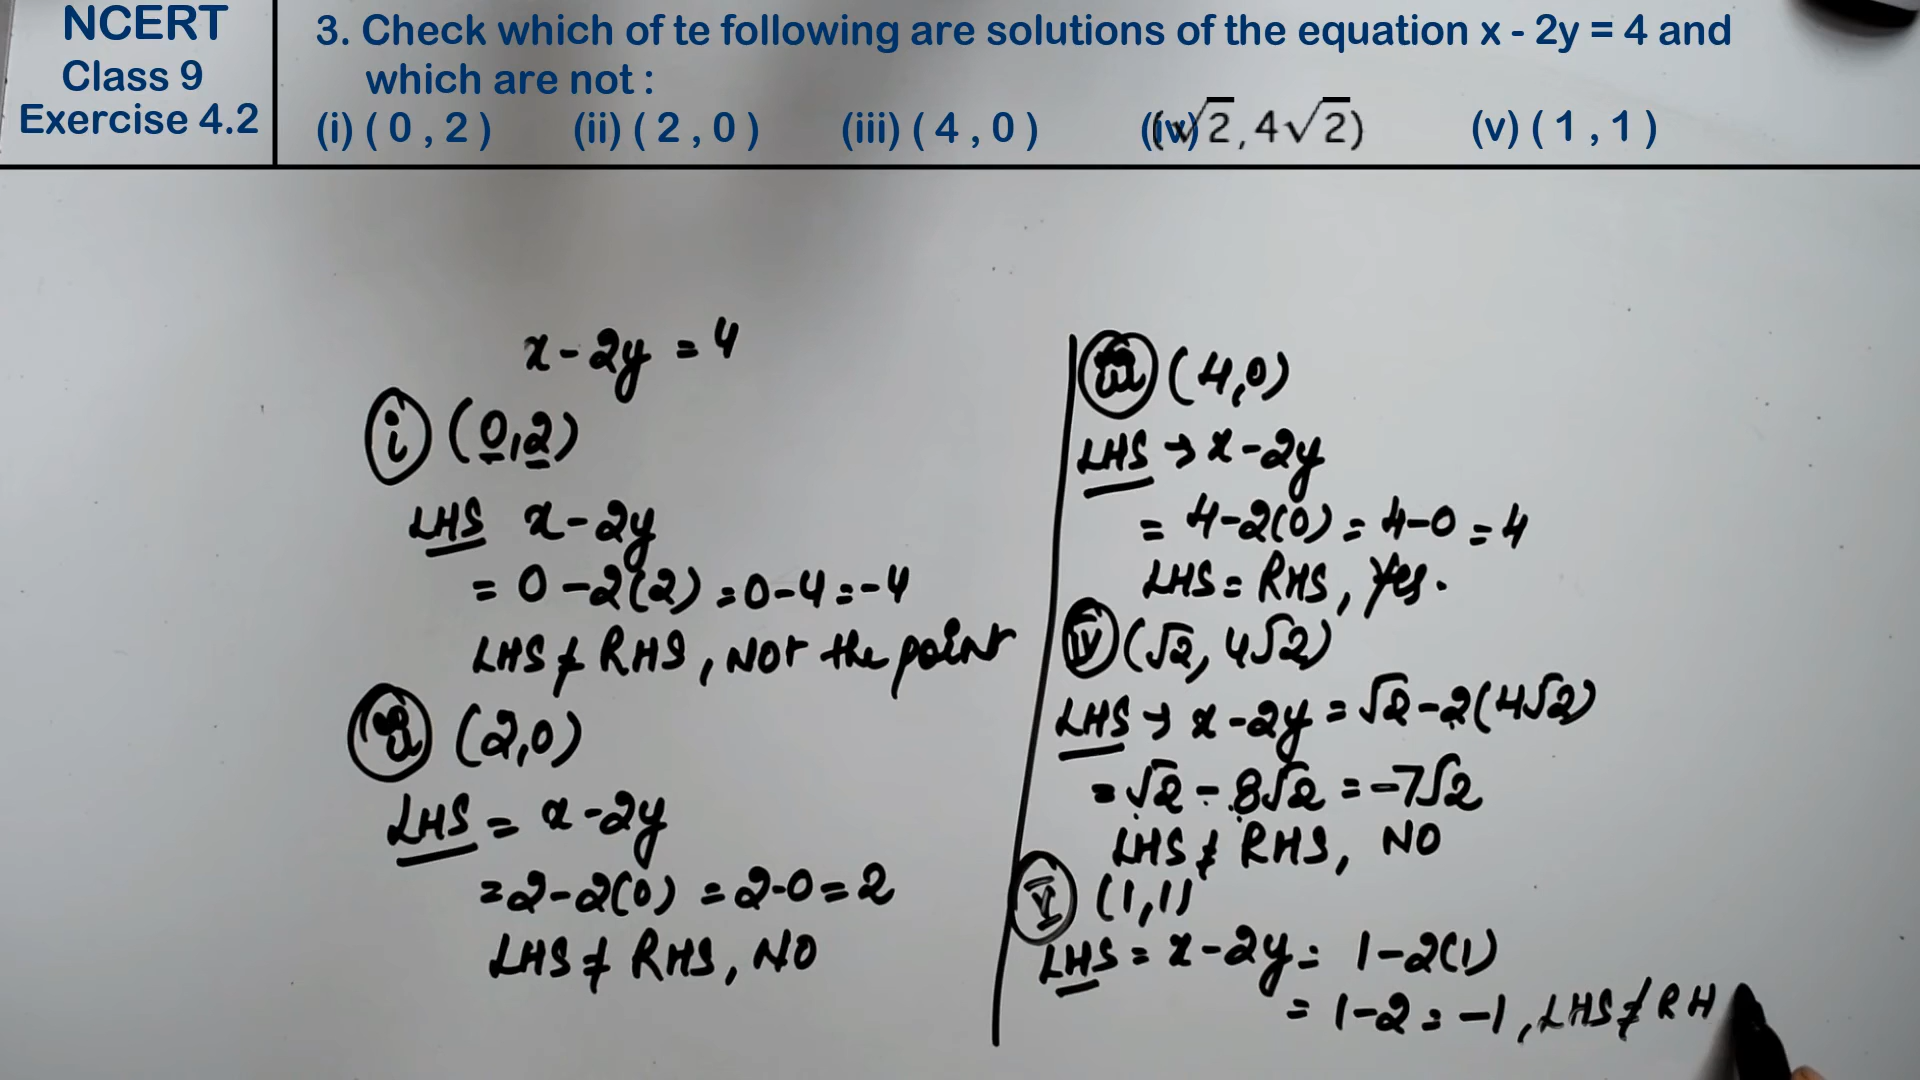 NCERT
Class 9
Exercise 4.2
3. Check which of te following are solutions of the equation x - 2y = 4 and
which are not :
(i) ( 0 , 2 ) (ii) ( 2 , 0 ) (iii) ( 4 , 0 ) (iv) (√2, 4√2) (v) ( 1 , 1 )
x - 2y = 4
(i) (0,2)
LHS x - 2y
= 0 - 2(2) = 0 - 4 = -4
LHS ≠ RHS, NOT the point
(ii) (2,0)
LHS = x - 2y
= 2 - 2(0) = 2 - 0 = 2
LHS ≠ RHS, NO
(iii) (4,0)
LHS → x - 2y
= 4 - 2(0) = 4 - 0 = 4
LHS = RHS, Yes.
(iv) (√2, 4√2)
LHS → x - 2y = √2 - 2(4√2)
= √2 - 8√2 = -7√2
LHS ≠ RHS, NO
(v) (1,1)
LHS = x - 2y = 1 - 2(1)
= 1 - 2 = -1, LHS ≠ RH